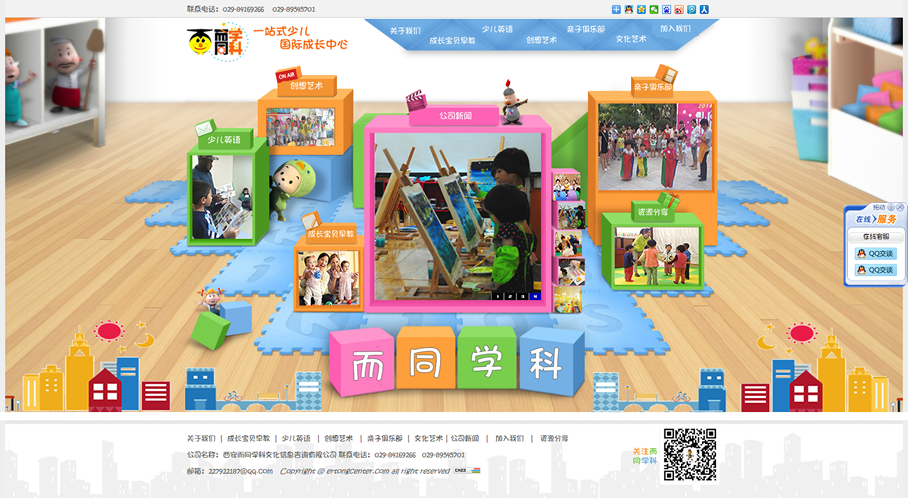 联系电话：029-84169266 029-89545701
而同学科
一站式少儿
国际成长中心
关于我们
成长宝贝早教
少儿英语
创想艺术
亲子俱乐部
文化艺术
加入我们
ON AIR
创想艺术
公司新闻
亲子俱乐部
2014
少儿英语
资源分享
成长宝贝早教
拖动
在线 服务
在线客服
QQ交谈
QQ交谈
1 2 3 4
而同学科
关于我们 | 成长宝贝早教 | 少儿英语 | 创想艺术 | 亲子俱乐部 | 文化艺术 | 公司新闻 | 加入我们 | 资源分享
公司名称：西安而同学科文化信息咨询有限公司 联系电话：029-84169266 029-89545701
邮箱：227922187@QQ.com Copyright @ ertongcenter.com all right reserved CNZZ
关注而
同学科